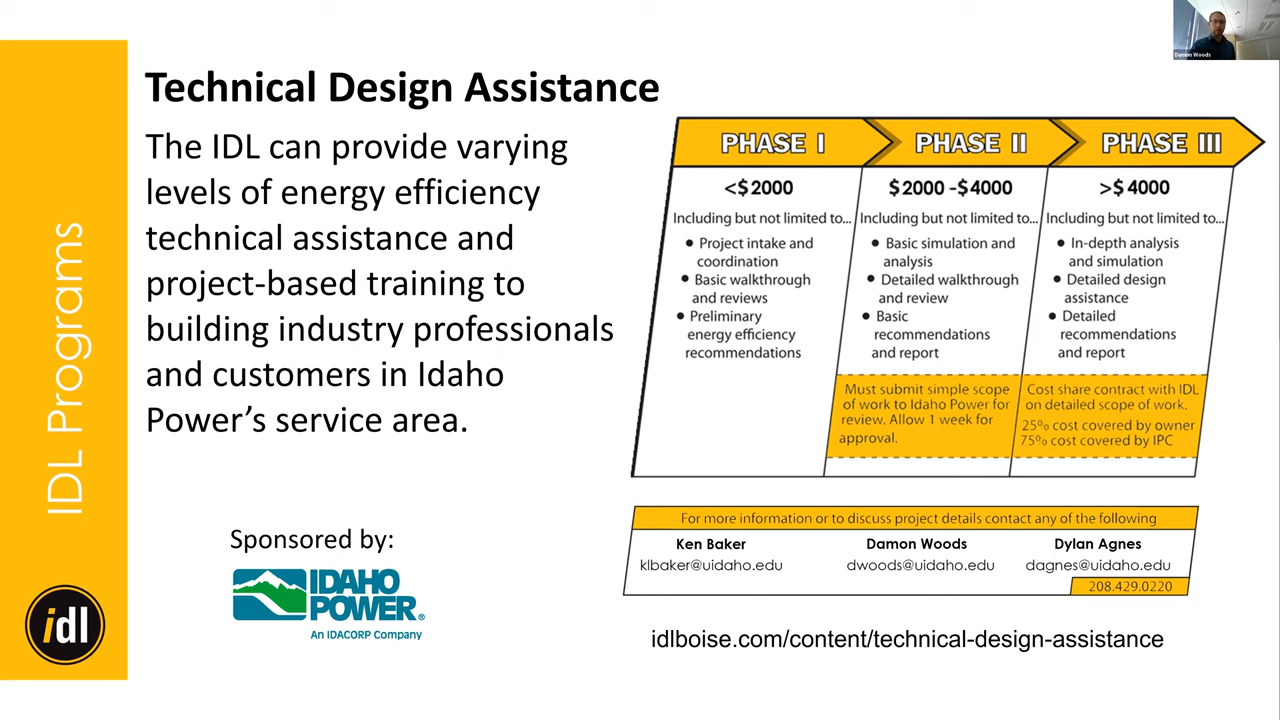 Damon Woods
Technical Design Assistance
The IDL can provide varying
levels of energy efficiency
technical assistance and
project-based training to
building industry professionals
and customers in Idaho
Power's service area.
IDL Programs
PHASE I
PHASE II
PHASE III
<$2000
$2000 -$4000
>$4000
Including but not limited to...
Including but not limited to...
Including but not limited to...
• Project intake and
coordination
• Basic walkthrough
and reviews
• Preliminary
energy efficiency
recommendations
• Basic simulation and
analysis
• Detailed walkthrough
and review
• Basic
recommendations
and report
• In-depth analysis
and simulation
• Detailed design
assistance
• Detailed
recommendations
and report
Must submit simple scope
of work to Idaho Power for
review. Allow 1 week for
approval.
Cost share contract with IDL
on detailed scope of work.
25% cost covered by owner
75% cost covered by IPC
For more information or to discuss project details contact any of the following
Ken Baker
klbaker@uidaho.edu
Damon Woods
dwoods@uidaho.edu
Dylan Agnes
dagnes@uidaho.edu
208.429.0220
Sponsored by:
IDAHO
POWER®
An IDACORP Company
idl
idlboise.com/content/technical-design-assistance